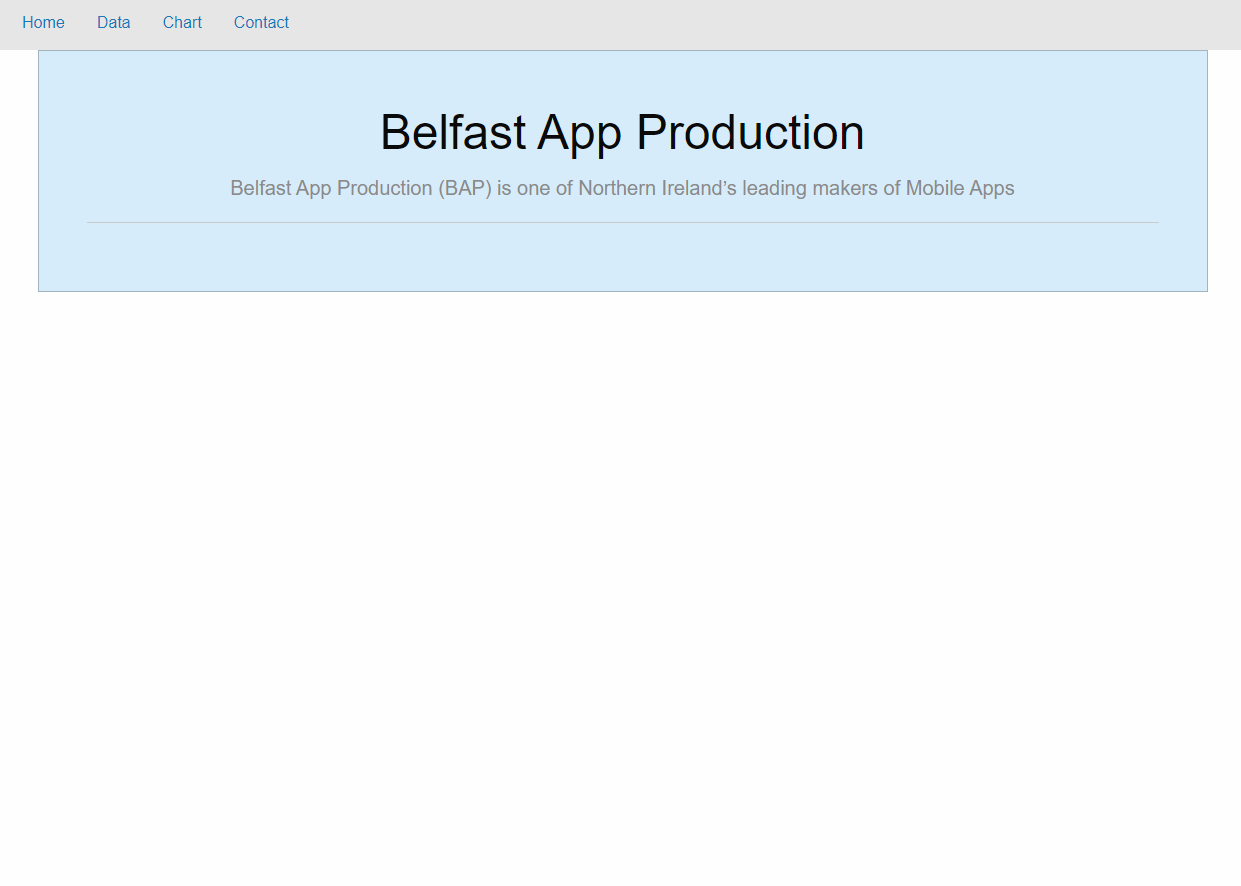 Home Data Chart Contact
Belfast App Production
Belfast App Production (BAP) is one of Northern Ireland’s leading makers of Mobile Apps